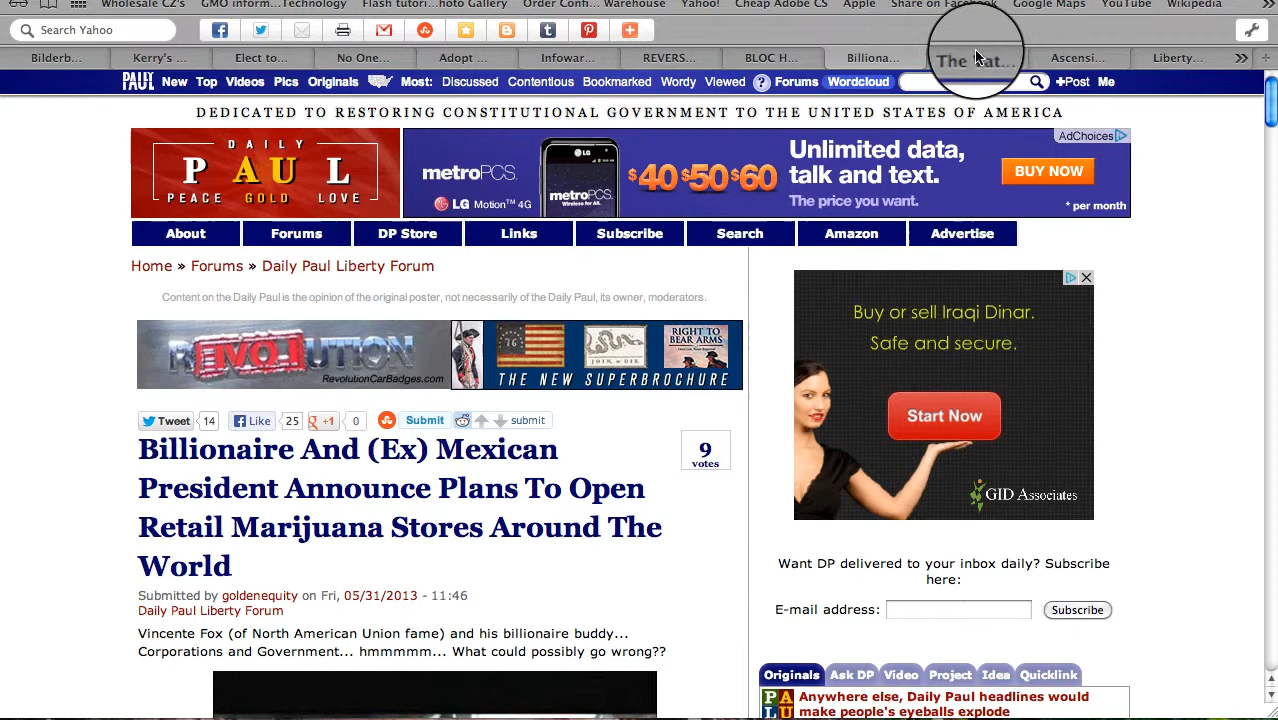 Wholesale CZ's GMO inform...Technology Flash tutori...hoto Gallery Order Confi... Warehouse Yahoo! Cheap Adobe CS Apple Share on Facebook Google Maps YouTube Wikipedia
Search Yahoo
Bilderb... Kerry's ... Elect to... No One... Adopt ... Infowar... REVERS... BLOC H... Billiona... The Ascensi... Liberty...
PAUL New Top Videos Pics Originals Most: Discussed Contentious Bookmarked Wordy Viewed ? Forums Wordcloud +Post Me
DEDICATED TO RESTORING CONSTITUTIONAL GOVERNMENT TO THE UNITED STATES OF AMERICA
DAILY
PAUL
PEACE GOLD LOVE
metroPCS.
LG Motion™ 4G
metroPCS.
$40 $50 $60
Unlimited data,
talk and text.
The price you want.
AdChoices
BUY NOW
* per month
About Forums DP Store Links Subscribe Search Amazon Advertise
Home » Forums » Daily Paul Liberty Forum
Content on the Daily Paul is the opinion of the original poster, not necessarily of the Daily Paul, its owner, moderators.
REVOLUTION
RevolutionCarBadges.com
76
JOIN or DIE
RIGHT TO
BEAR ARMS
THE NEW SUPERBROCHURE
Tweet 14 Like 25 +1 0 Submit submit
Billionaire And (Ex) Mexican
President Announce Plans To Open
Retail Marijuana Stores Around The
World
9
votes
Submitted by goldenequity on Fri, 05/31/2013 - 11:46
Daily Paul Liberty Forum
Vincente Fox (of North American Union fame) and his billionaire buddy...
Corporations and Government... hmmmmm... What could possibly go wrong??
Buy or sell Iraqi Dinar.
Safe and secure.
Start Now
GID Associates
Want DP delivered to your inbox daily? Subscribe
here:
E-mail address: Subscribe
Originals Ask DP Video Project Idea Quicklink
PA
UL
Anywhere else, Daily Paul headlines would
make people's eyeballs explode